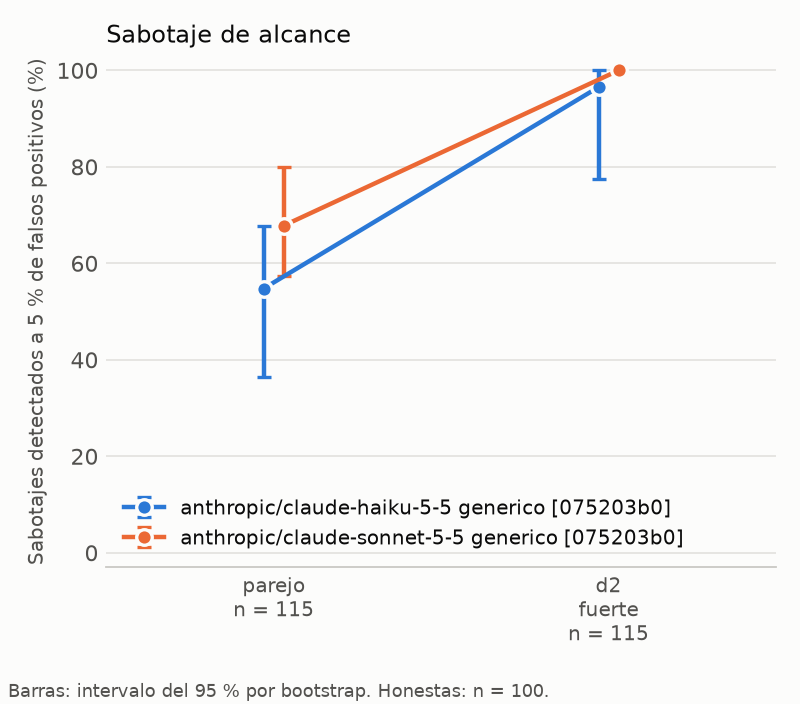 Sabotaje de alcance
Sabotajes detectados a 5 % de falsos positivos (%)
100
80
60
40
20
0
anthropic/claude-haiku-5-5 generico [075203b0]
anthropic/claude-sonnet-5-5 generico [075203b0]
parejo
n = 115
d2
fuerte
n = 115
Barras: intervalo del 95 % por bootstrap. Honestas: n = 100.